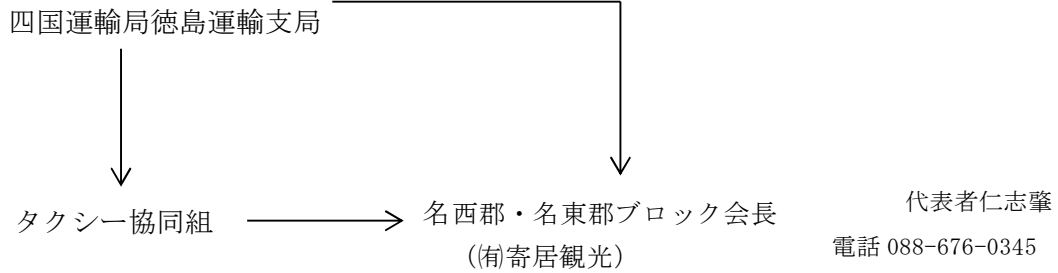 四国運輸局徳島運輸支局
タクシー協同組
名西郡・名東郡ブロック会長
（㈲寄居観光）
代表者仁志肇
電話 088-676-0345